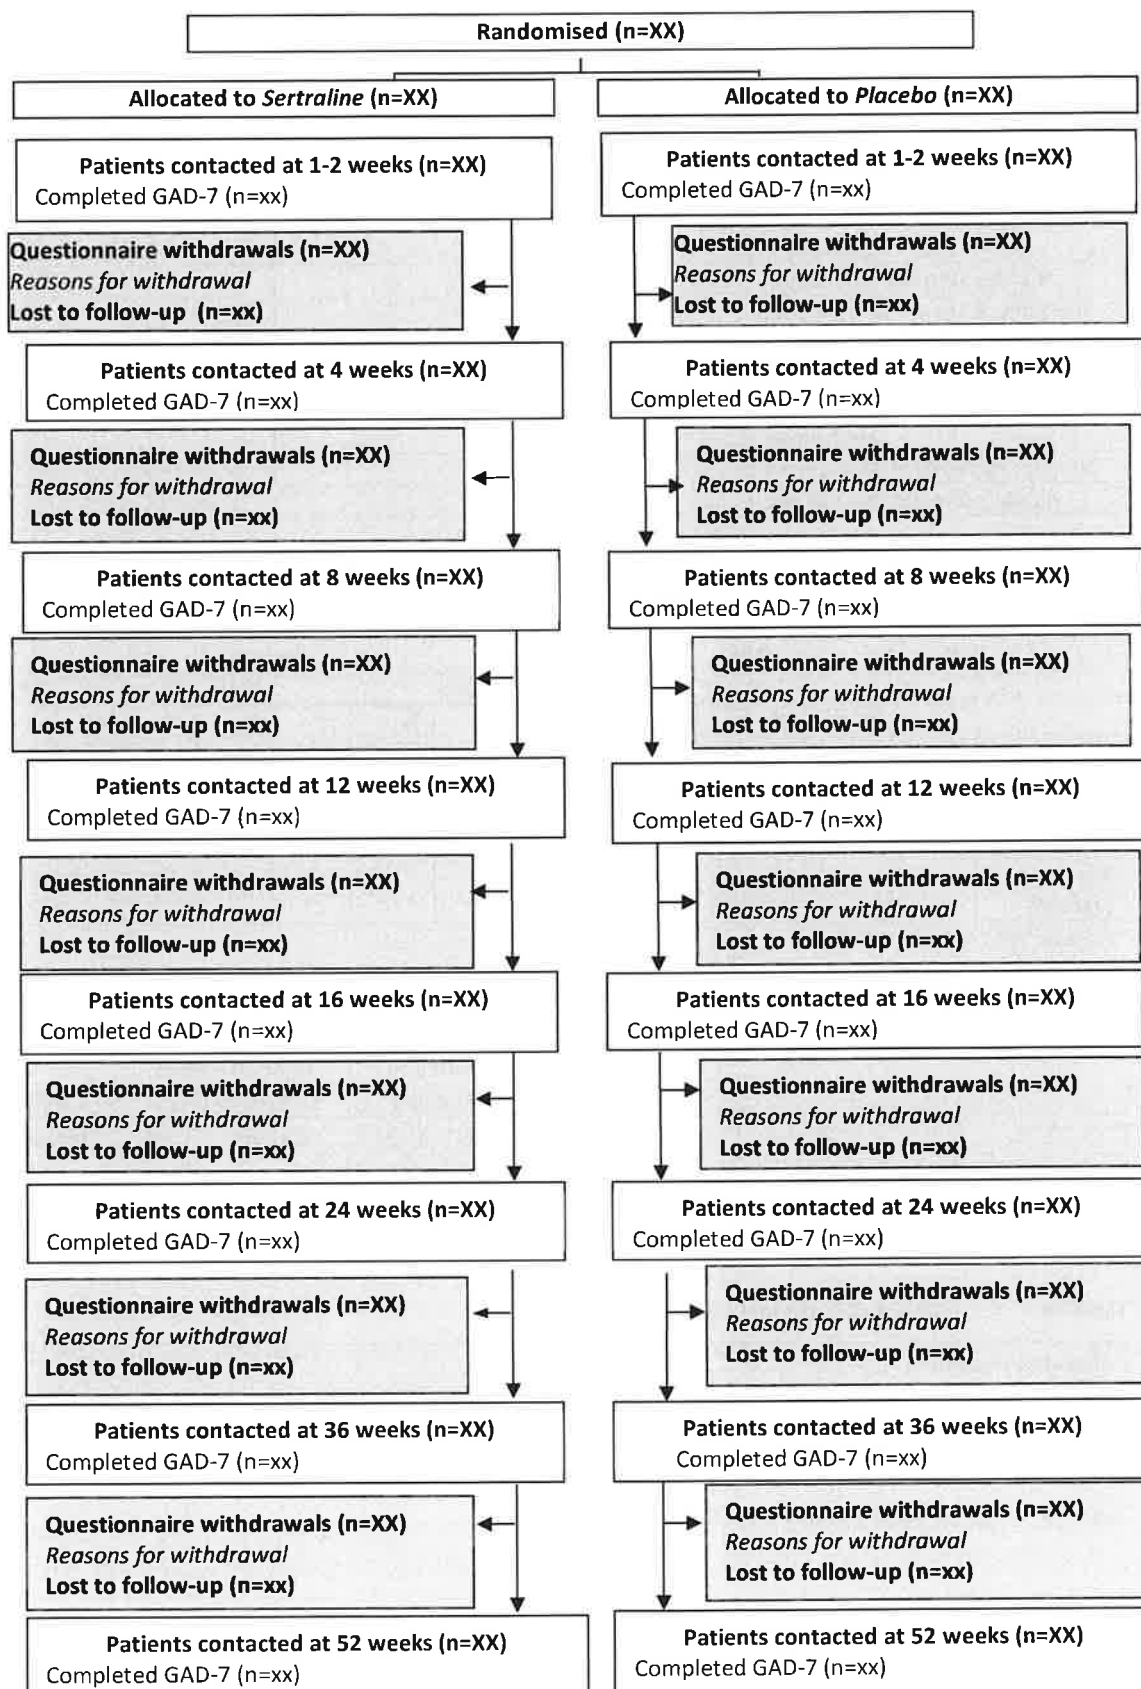 Randomised (n=XX)
Allocated to Sertraline (n=XX)
Allocated to Placebo (n=XX)
Patients contacted at 1-2 weeks (n=XX)
Completed GAD-7 (n=xx)
Patients contacted at 1-2 weeks (n=XX)
Completed GAD-7 (n=xx)
Questionnaire withdrawals (n=XX)
Reasons for withdrawal
Lost to follow-up (n=xx)
Questionnaire withdrawals (n=XX)
Reasons for withdrawal
Lost to follow-up (n=xx)
Patients contacted at 4 weeks (n=XX)
Completed GAD-7 (n=xx)
Patients contacted at 4 weeks (n=XX)
Completed GAD-7 (n=xx)
Questionnaire withdrawals (n=XX)
Reasons for withdrawal
Lost to follow-up (n=xx)
Questionnaire withdrawals (n=XX)
Reasons for withdrawal
Lost to follow-up (n=xx)
Patients contacted at 8 weeks (n=XX)
Completed GAD-7 (n=xx)
Patients contacted at 8 weeks (n=XX)
Completed GAD-7 (n=xx)
Questionnaire withdrawals (n=XX)
Reasons for withdrawal
Lost to follow-up (n=xx)
Questionnaire withdrawals (n=XX)
Reasons for withdrawal
Lost to follow-up (n=xx)
Patients contacted at 12 weeks (n=XX)
Completed GAD-7 (n=xx)
Patients contacted at 12 weeks (n=XX)
Completed GAD-7 (n=xx)
Questionnaire withdrawals (n=XX)
Reasons for withdrawal
Lost to follow-up (n=xx)
Questionnaire withdrawals (n=XX)
Reasons for withdrawal
Lost to follow-up (n=xx)
Patients contacted at 16 weeks (n=XX)
Completed GAD-7 (n=xx)
Patients contacted at 16 weeks (n=XX)
Completed GAD-7 (n=xx)
Questionnaire withdrawals (n=XX)
Reasons for withdrawal
Lost to follow-up (n=xx)
Questionnaire withdrawals (n=XX)
Reasons for withdrawal
Lost to follow-up (n=xx)
Patients contacted at 24 weeks (n=XX)
Completed GAD-7 (n=xx)
Patients contacted at 24 weeks (n=XX)
Completed GAD-7 (n=xx)
Questionnaire withdrawals (n=XX)
Reasons for withdrawal
Lost to follow-up (n=xx)
Questionnaire withdrawals (n=XX)
Reasons for withdrawal
Lost to follow-up (n=xx)
Patients contacted at 36 weeks (n=XX)
Completed GAD-7 (n=xx)
Patients contacted at 36 weeks (n=XX)
Completed GAD-7 (n=xx)
Questionnaire withdrawals (n=XX)
Reasons for withdrawal
Lost to follow-up (n=xx)
Questionnaire withdrawals (n=XX)
Reasons for withdrawal
Lost to follow-up (n=xx)
Patients contacted at 52 weeks (n=XX)
Completed GAD-7 (n=xx)
Patients contacted at 52 weeks (n=XX)
Completed GAD-7 (n=xx)